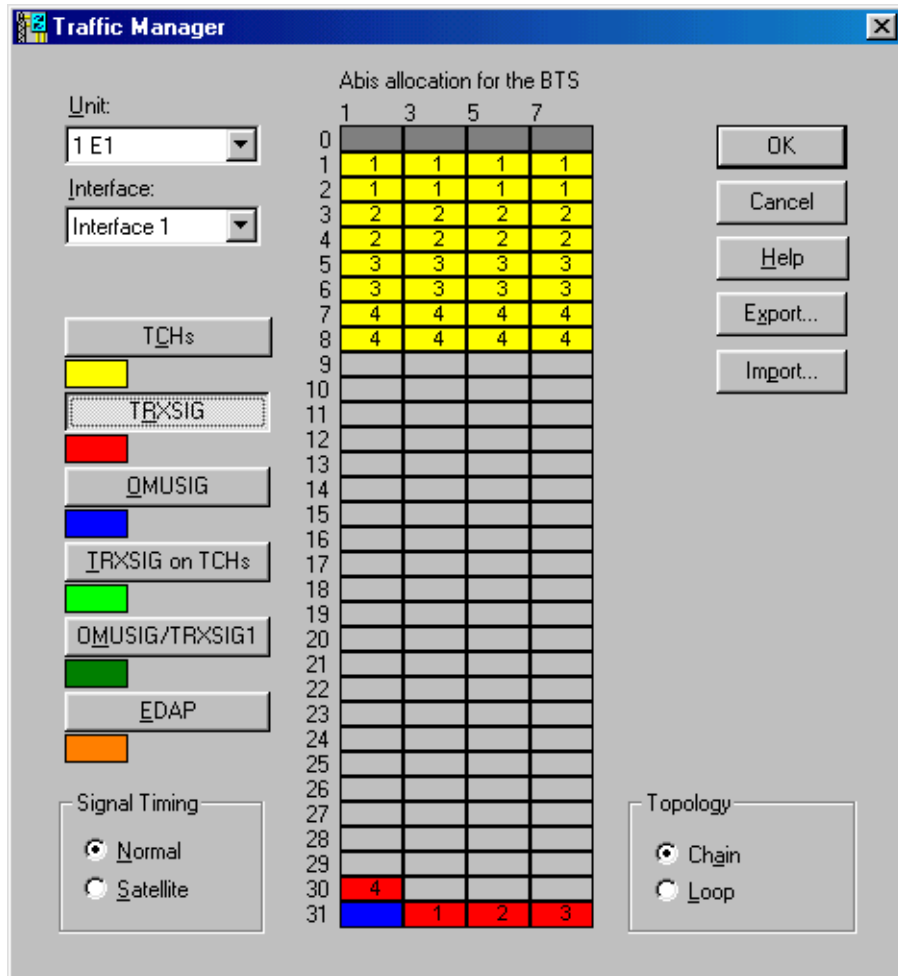 Traffic Manager
Abis allocation for the BTS
Unit:
1 E1
Interface:
Interface 1
1 3 5 7
0
1 1 1 1 1
2 1 1 1 1
3 2 2 2 2
4 2 2 2 2
5 3 3 3 3
6 3 3 3 3
7 4 4 4 4
8 4 4 4 4
9
10
11
12
13
14
15
16
17
18
19
20
21
22
23
24
25
26
27
28
29
30 4
31 1 2 3
TCHs
TRXSIG
OMUSIG
TRXSIG on TCHs
OMUSIG/TRXSIG1
EDAP
Signal Timing
Normal
Satellite
OK
Cancel
Help
Export...
Import...
Topology
Chain
Loop